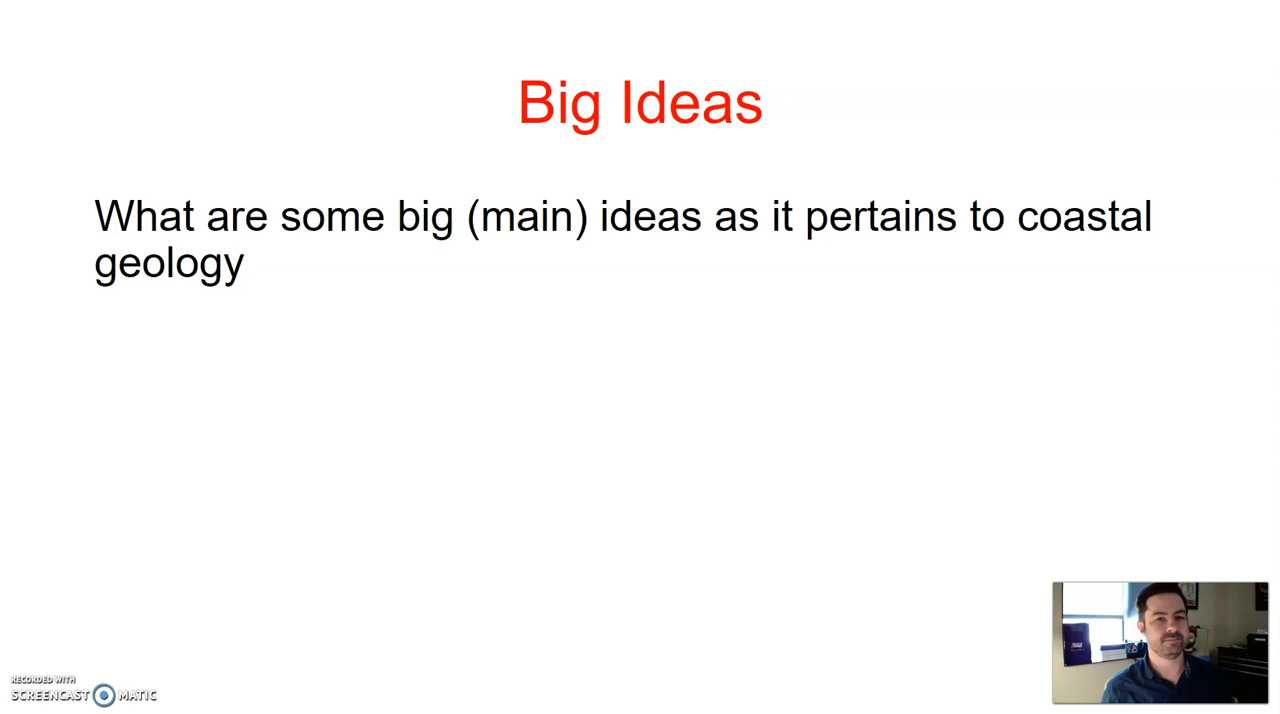 Big Ideas
What are some big (main) ideas as it pertains to coastal
geology
RECORDED WITH
SCREENCAST MATIC